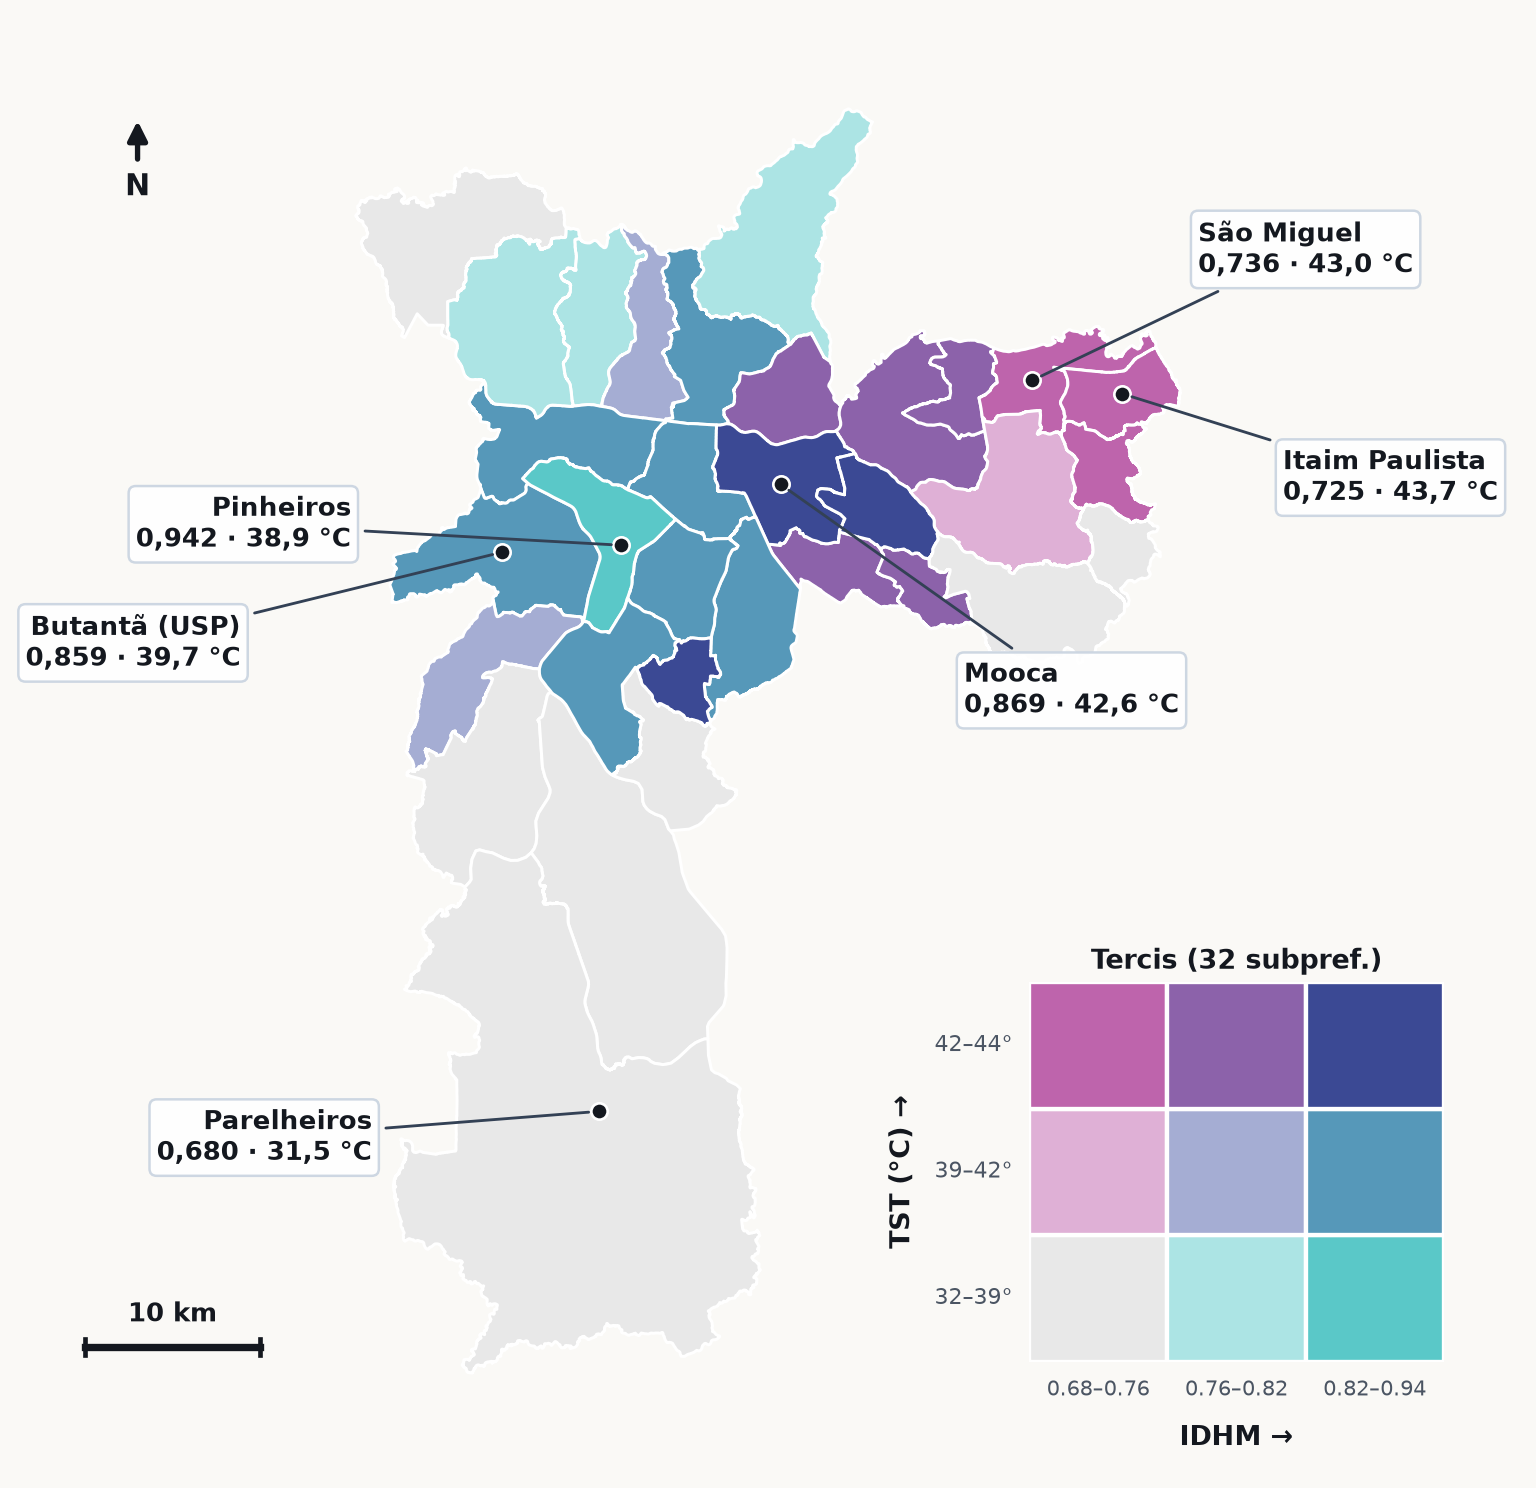 N
São Miguel
0,736 · 43,0 °C
Itaim Paulista
0,725 · 43,7 °C
Pinheiros
0,942 · 38,9 °C
Butantã (USP)
0,859 · 39,7 °C
Mooca
0,869 · 42,6 °C
Parelheiros
0,680 · 31,5 °C
10 km
Tercis (32 subpref.)
TST (°C) →
42–44°
39–42°
32–39°
0.68–0.76 0.76–0.82 0.82–0.94
IDHM →